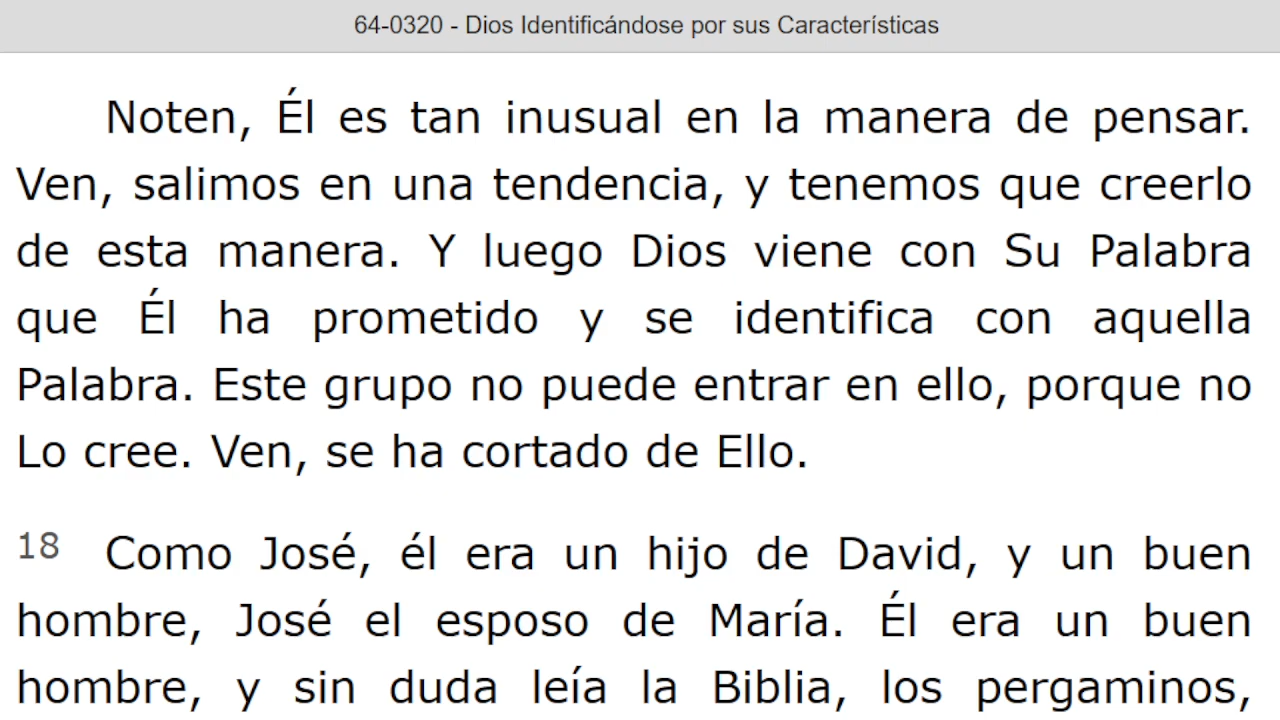 64-0320 - Dios Identificándose por sus Características
Noten, Él es tan inusual en la manera de pensar.
Ven, salimos en una tendencia, y tenemos que creerlo
de esta manera. Y luego Dios viene con Su Palabra
que Él ha prometido y se identifica con aquella
Palabra. Este grupo no puede entrar en ello, porque no
Lo cree. Ven, se ha cortado de Ello.
18 Como José, él era un hijo de David, y un buen
hombre, José el esposo de María. Él era un buen
hombre, y sin duda leía la Biblia, los pergaminos,